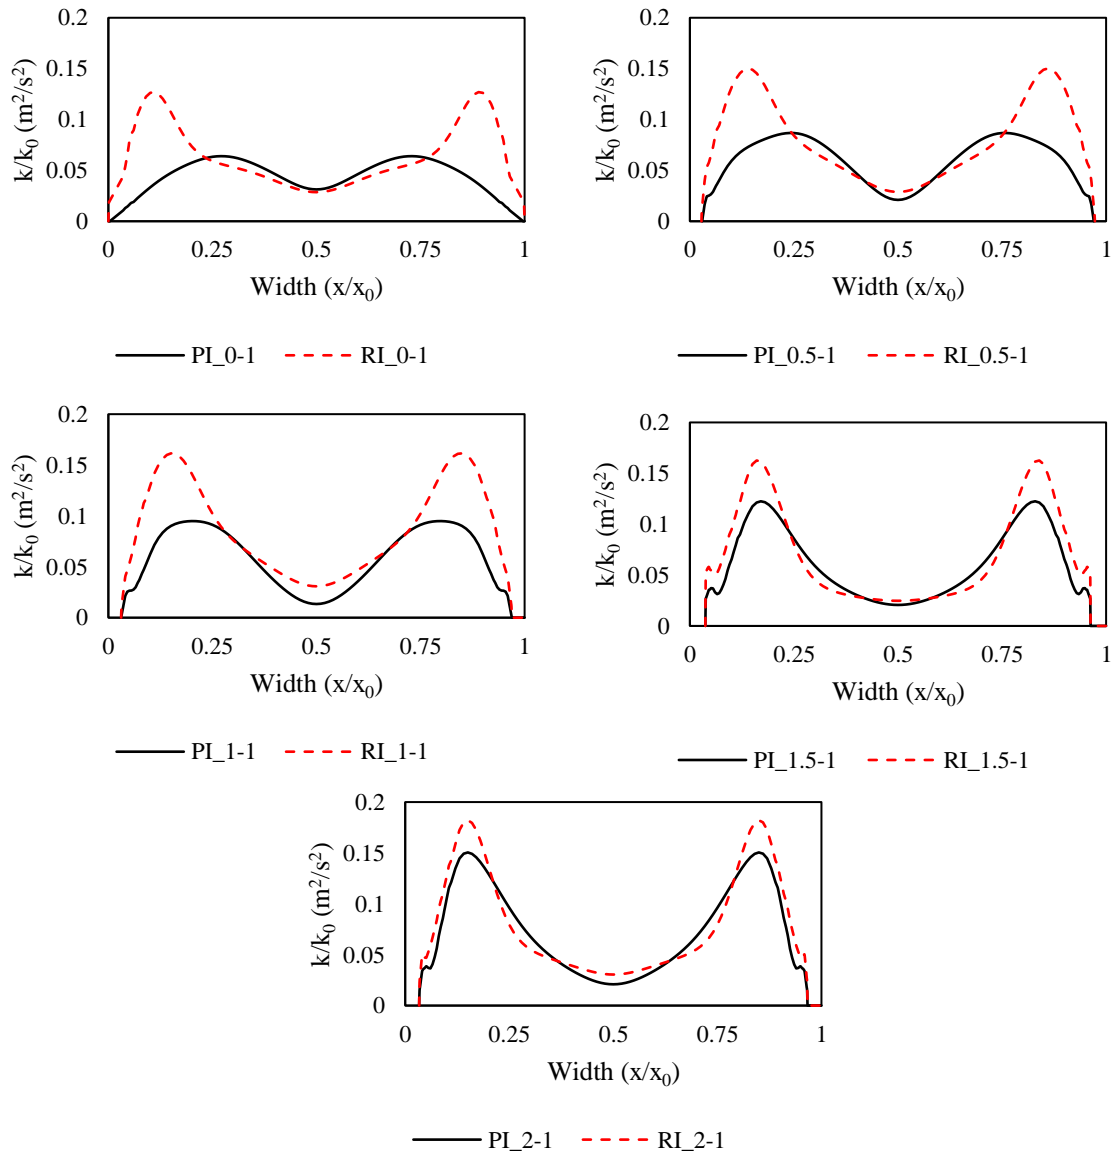 k/k₀ (m²/s²)
0.2
0.15
0.1
0.05
0
0 0.25 0.5 0.75 1
Width (x/x₀)
PI_0-1 RI_0-1
k/k₀ (m²/s²)
0.2
0.15
0.1
0.05
0
0 0.25 0.5 0.75 1
Width (x/x₀)
PI_0.5-1 RI_0.5-1
k/k₀ (m²/s²)
0.2
0.15
0.1
0.05
0
0 0.25 0.5 0.75 1
Width (x/x₀)
PI_1-1 RI_1-1
k/k₀ (m²/s²)
0.2
0.15
0.1
0.05
0
0 0.25 0.5 0.75 1
Width (x/x₀)
PI_1.5-1 RI_1.5-1
k/k₀ (m²/s²)
0.2
0.15
0.1
0.05
0
0 0.25 0.5 0.75 1
Width (x/x₀)
PI_2-1 RI_2-1